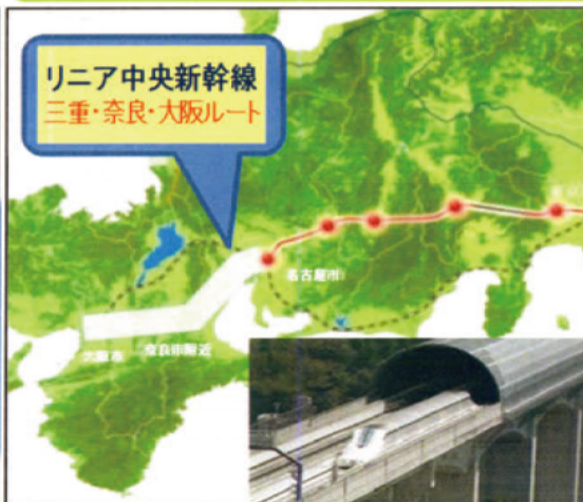 リニア中央新幹線
三重・奈良・大阪ルート
名古屋市
大阪市
奈良市附近